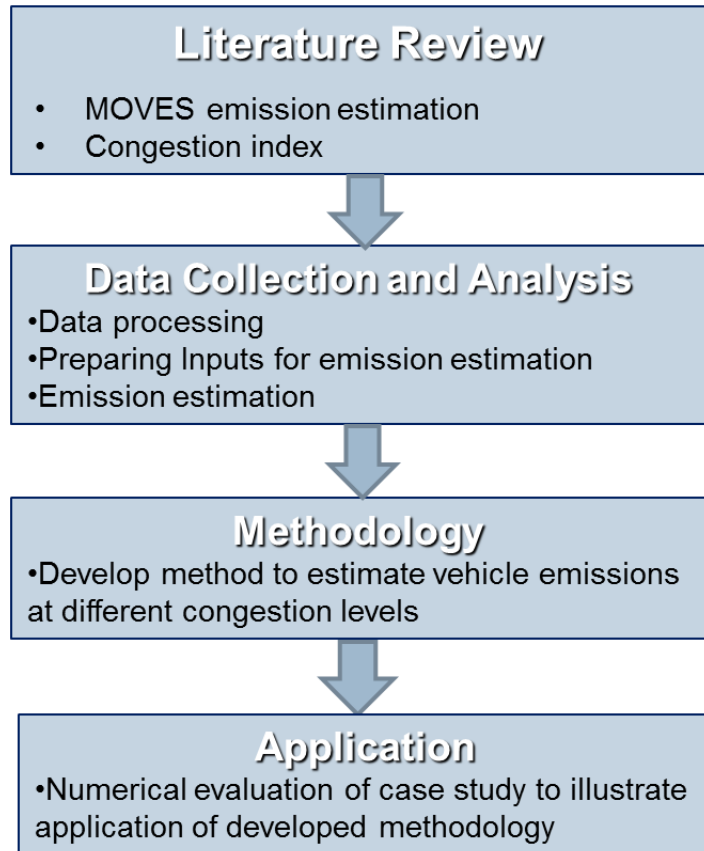 Literature Review
• MOVES emission estimation
• Congestion index
Data Collection and Analysis
•Data processing
•Preparing Inputs for emission estimation
•Emission estimation
Methodology
•Develop method to estimate vehicle emissions
at different congestion levels
Application
•Numerical evaluation of case study to illustrate
application of developed methodology